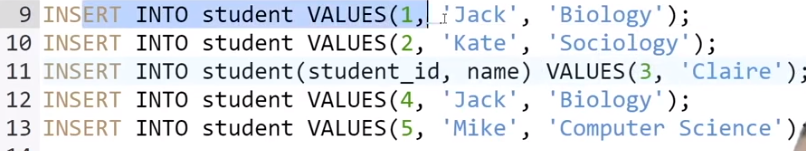 9 INSERT INTO student VALUES(1, 'Jack', 'Biology');
10 INSERT INTO student VALUES(2, 'Kate', 'Sociology');
11 INSERT INTO student(student_id, name) VALUES(3, 'Claire');
12 INSERT INTO student VALUES(4, 'Jack', 'Biology');
13 INSERT INTO student VALUES(5, 'Mike', 'Computer Science')